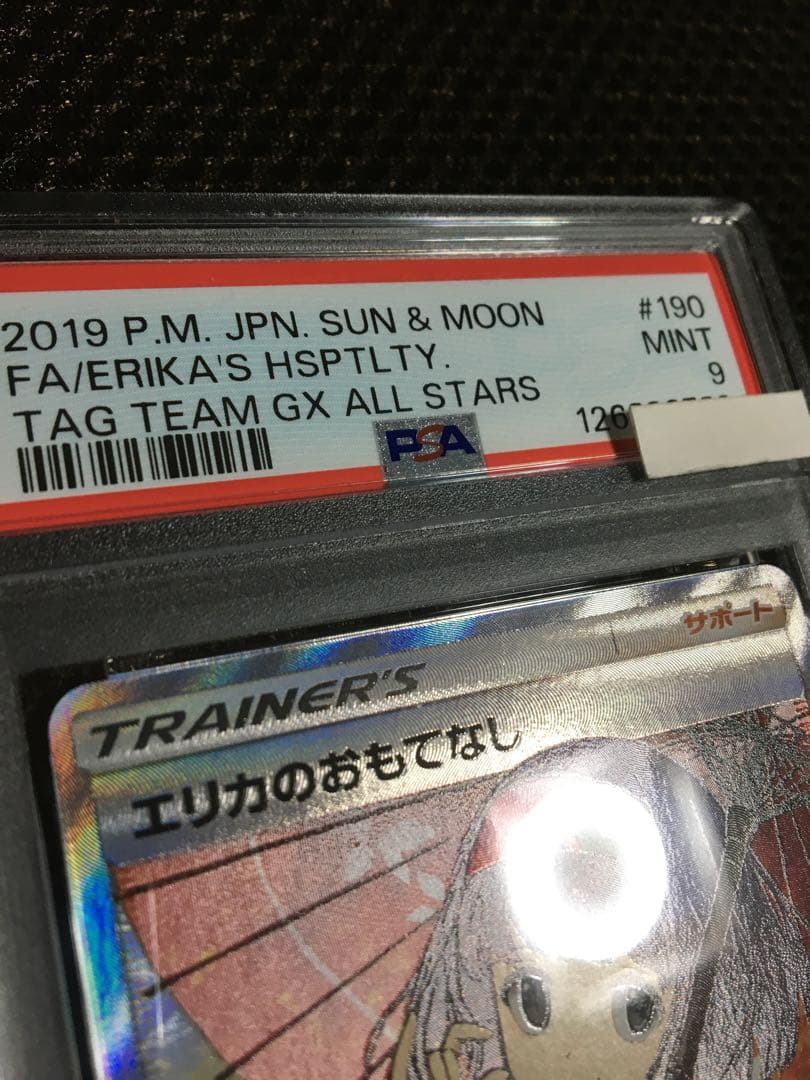 2019 P.M. JPN. SUN & MOON #190
FA/ERIKA'S HSPTLTY. MINT
TAG TEAM GX ALL STARS 9
PSA
TRAINER'S サポート
エリカのおもてなし